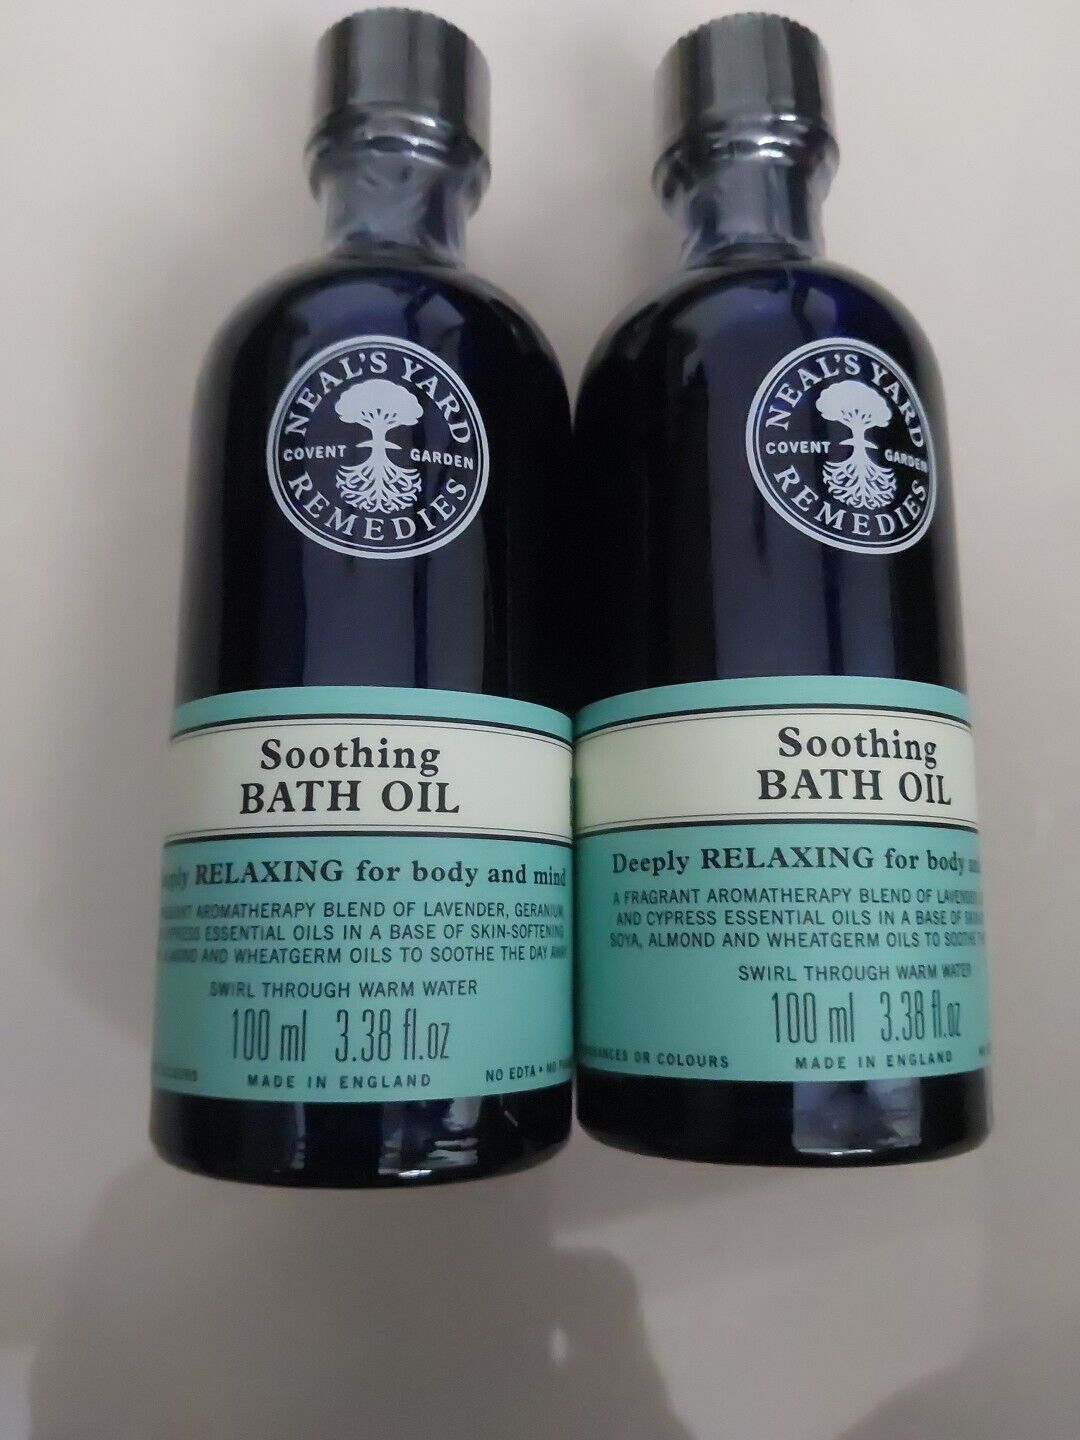 NEAL'S YARD
COVENT GARDEN
REMEDIES
Soothing
BATH OIL
RELAXING for body and mind
AROMATHERAPY BLEND OF LAVENDER, GERANIUM,
ESSENTIAL OILS IN A BASE OF SKIN-SOFTENING
AND WHEATGERM OILS TO SOOTHE THE DAY AWAY
SWIRL THROUGH WARM WATER
100 ml 3.38 fl.oz
MADE IN ENGLAND
NO EDTA • NO
NEAL'S YARD
COVENT GARDEN
REMEDIES
Soothing
BATH OIL
Deeply RELAXING for body
A FRAGRANT AROMATHERAPY BLEND OF LAVENDER,
AND CYPRESS ESSENTIAL OILS IN A BASE OF
SOYA, ALMOND AND WHEATGERM OILS TO SOOTHE
SWIRL THROUGH WARM WATER
100 ml 3.38 fl.oz
OR COLOURS
MADE IN ENGLAND